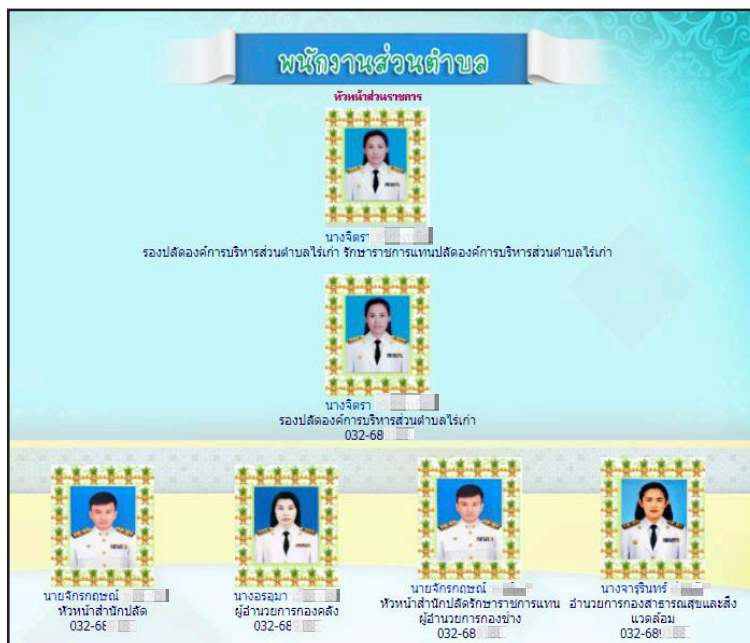 พนักงานส่วนตำบล
หัวหน้าส่วนราชการ
นางจิตรา
รองปลัดองค์การบริหารส่วนตำบลไร่เก่า รักษาราชการแทนปลัดองค์การบริหารส่วนตำบลไร่เก่า
นางจิตรา
รองปลัดองค์การบริหารส่วนตำบลไร่เก่า
032-68
นายจักรกฤษณ์
หัวหน้าสำนักปลัด
032-68
นางอรอุมา
ผู้อำนวยการกองคลัง
032-68
นายจักรกฤษณ์
หัวหน้าสำนักปลัดรักษาราชการแทน
ผู้อำนวยการกองช่าง
032-68
นางจารุรินทร์
อำนวยการกองสาธารณสุขและสิ่ง
แวดล้อม
032-68